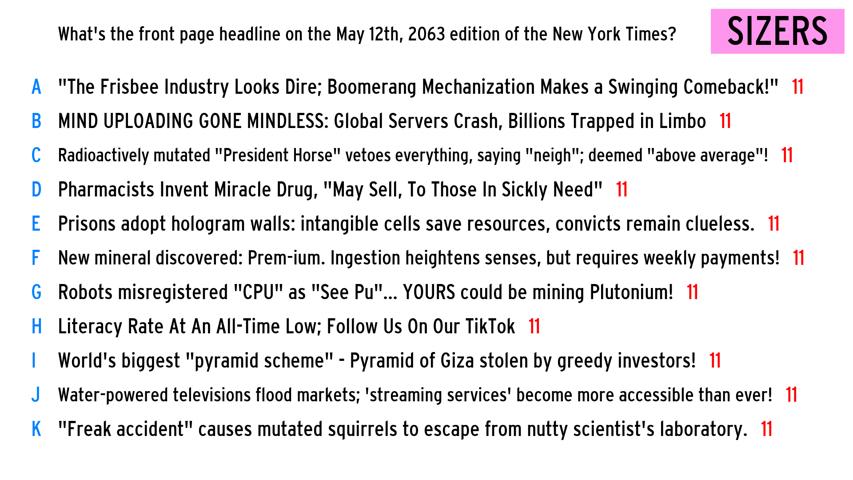 What's the front page headline on the May 12th, 2063 edition of the New York Times?
SIZERS
A "The Frisbee Industry Looks Dire; Boomerang Mechanization Makes a Swinging Comeback!" 11
B MIND UPLOADING GONE MINDLESS: Global Servers Crash, Billions Trapped in Limbo 11
C Radioactively mutated "President Horse" vetoes everything, saying "neigh"; deemed "above average"! 11
D Pharmacists Invent Miracle Drug, "May Sell, To Those In Sickly Need" 11
E Prisons adopt hologram walls: intangible cells save resources, convicts remain clueless. 11
F New mineral discovered: Prem-ium. Ingestion heightens senses, but requires weekly payments! 11
G Robots misregistered "CPU" as "See Pu"... YOURS could be mining Plutonium! 11
H Literacy Rate At An All-Time Low; Follow Us On Our TikTok 11
I World's biggest "pyramid scheme" - Pyramid of Giza stolen by greedy investors! 11
J Water-powered televisions flood markets; 'streaming services' become more accessible than ever! 11
K "Freak accident" causes mutated squirrels to escape from nutty scientist's laboratory. 11